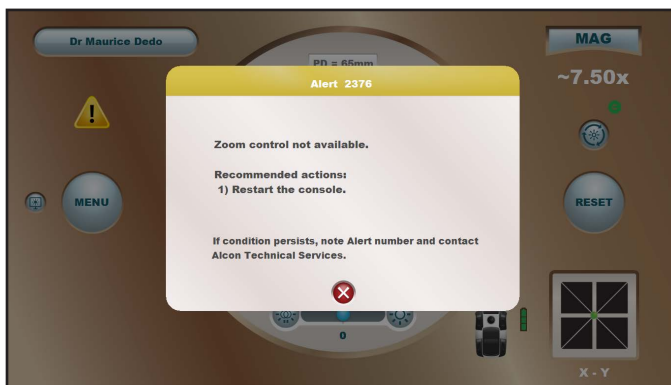 Dr Maurice Dedo
MAG
PD = 65mm
~7.50x
Alert 2376
Zoom control not available.
Recommended actions:
1) Restart the console.
MENU
RESET
If condition persists, note Alert number and contact
Alcon Technical Services.
0
X - Y